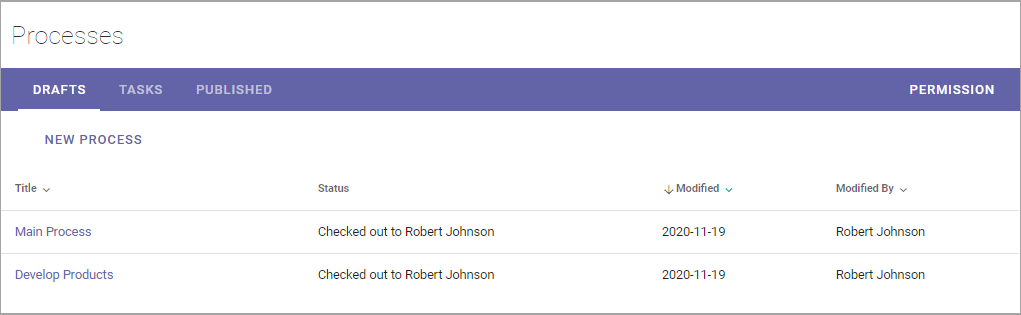 Processes
DRAFTS TASKS PUBLISHED PERMISSION
NEW PROCESS
Title Status Modified Modified By
Main Process Checked out to Robert Johnson 2020-11-19 Robert Johnson
Develop Products Checked out to Robert Johnson 2020-11-19 Robert Johnson